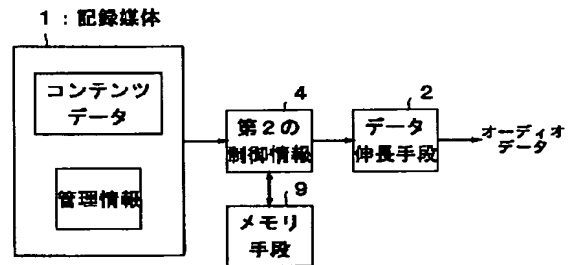 1：記録媒体
コンテンツ
データ
管理情報
4
第2の
制御情報
2
データ
伸長手段
オーディオ
データ
9
メモリ
手段